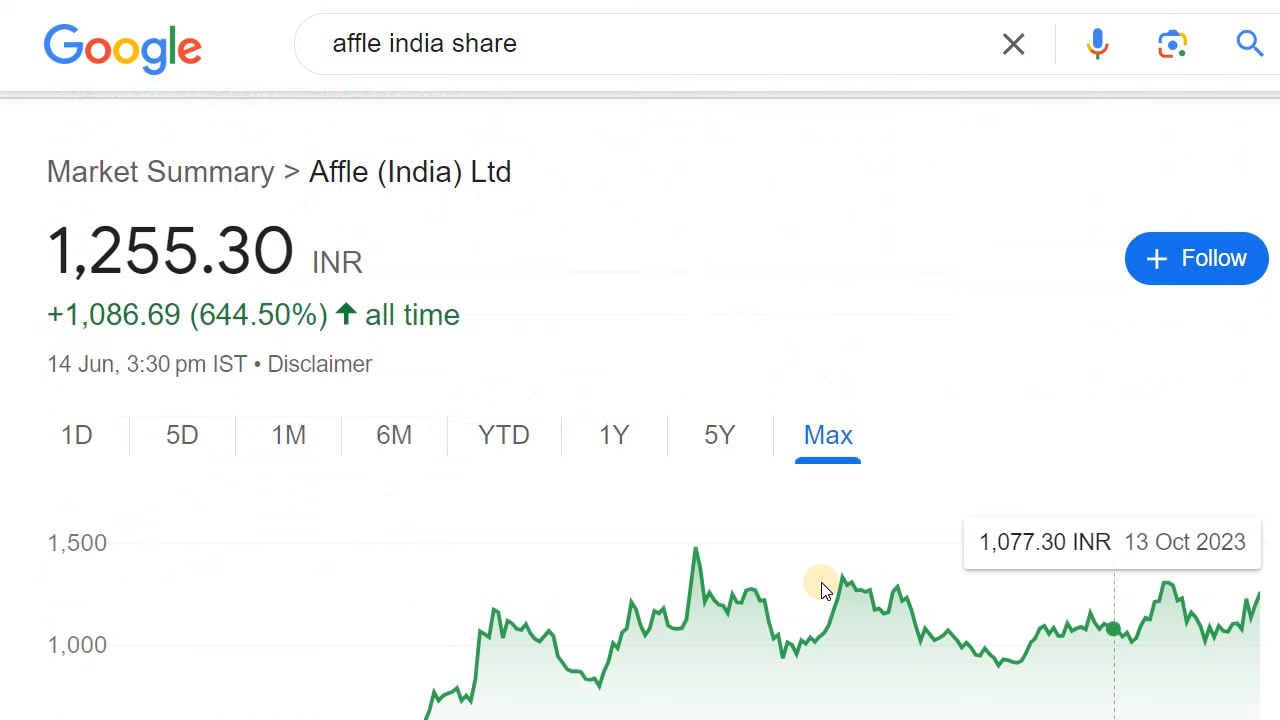 Google
affle india share
Market Summary > Affle (India) Ltd
1,255.30 INR
+ Follow
+1,086.69 (644.50%) ↑ all time
14 Jun, 3:30 pm IST • Disclaimer
1D 5D 1M 6M YTD 1Y 5Y Max
1,500
1,077.30 INR 13 Oct 2023
1,000